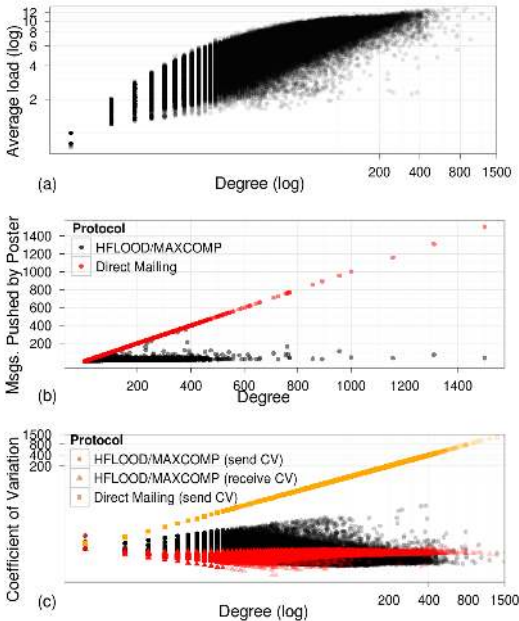 Average load (log)
12
8
6
4
2
200 400 800 1500
(a)
Degree (log)
Msgs. Pushed by Poster
1400
1000
800
600
400
200
Protocol
HFLOOD/MAXCOMP
Direct Mailing
200 400 600 800 1000 1200 1400
(b)
Degree
Coefficient of Variation
1500
800
400
200
Protocol
HFLOOD/MAXCOMP (send CV)
HFLOOD/MAXCOMP (receive CV)
Direct Mailing (send CV)
200 400 800 1500
(c)
Degree (log)